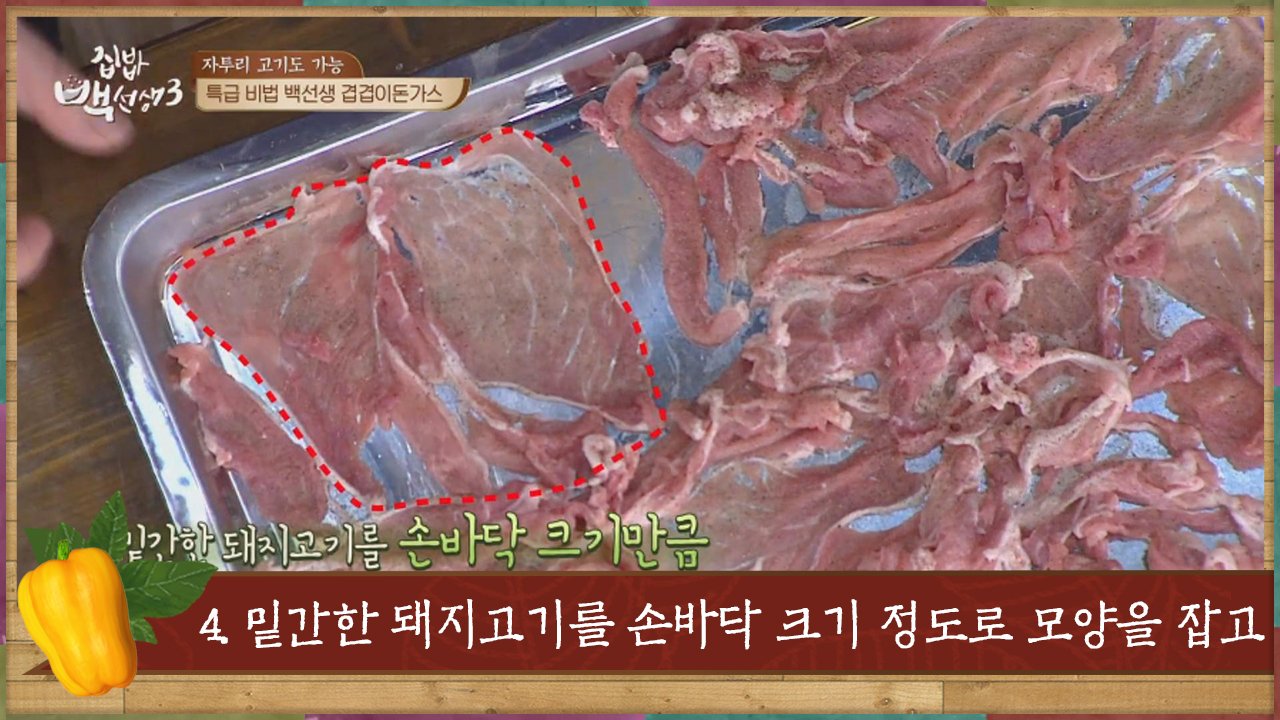 집밥
백선생3
자투리 고기도 가능
특급 비법 백선생 겹겹이돈가스
밑간한 돼지고기를 손바닥 크기만큼
4. 밑간한 돼지고기를 손바닥 크기 정도로 모양을 잡고